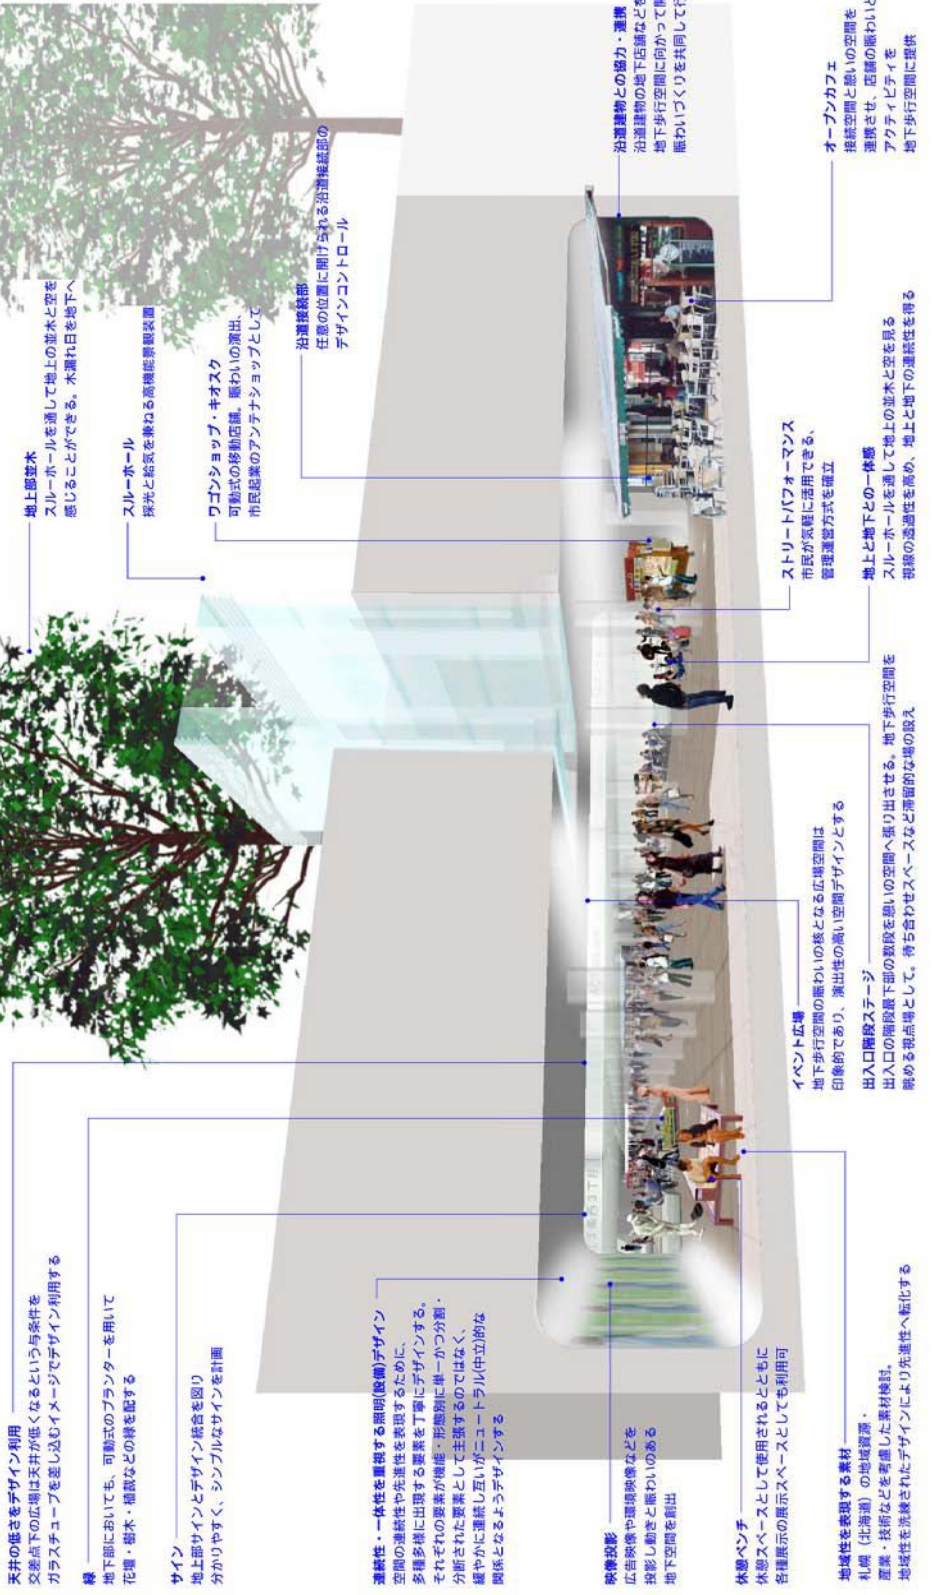 天井の低さをデザイン利用
交差点下の広場は天井が低くなるという与条件を
ガラスチューブを差し込むイメージでデザイン利用する
緑
地下部においても、可動式のプランターを用いて
花壇・樹木・植栽などの緑を配する
サイン
地上部サインとデザイン統合を図り
分かりやすく、シンプルなサインを計画
連続性・一体性を重視する照明(設備)デザイン
空間の連続性や先進性を表現するために、
多種多様に出現する要素を丁寧にデザインする。
それぞれの要素が機能・形態別に単一かつ分割・
分断された要素として主張するのではなく、
緩やかに連続し互いがニュートラル(中立)的な
関係となるようデザインする
映像投影
広告映像や環境映像などを
投影し動きと賑わいのある
地下空間を創出
休憩ベンチ
休憩スペースとして使用されるとともに
各種展示の展示スペースとしても利用可
地域性を表現する素材
札幌（北海道）の地域資源・
産業・技術などを考慮した素材検討。
地域性を洗練されたデザインにより先進性へ転化する
地上部並木
スルーホールを通して地上の並木と空を
感じることができる。木漏れ日を地下へ
スルーホール
採光と給気を兼ねる高機能景観装置
ワゴンショップ・キオスク
可動式の移動店舗。賑わいの演出、
市民起業のアンテナショップとして
沿道接続部
任意の位置に開けられる沿道接続部の
デザインコントロール
イベント広場
地下歩行空間の賑わいの核となる広場空間は
印象的であり、演出性の高い空間デザインとする
出入口階段ステージ
出入口の階段最下部の数段を憩いの空間へ張り出させる。地下歩行空間を
眺める視点場として。待ち合わせスペースなど滞留的な場の設え
ストリートパフォーマンス
市民が気軽に活用できる、
管理運営方式を確立
地上と地下との一体感
スルーホールを通して地上の並木と空を見る
視線の透過性を高め、地上と地下の連続性を得る
沿道建物との協力・連携
沿道建物の地下店舗などを
地下歩行空間に向かって
賑わいづくりを共同して
オープンカフェ
接続空間と憩いの空間を
連携させ、店舗の賑わいと
アクティビティを
地下歩行空間に提供